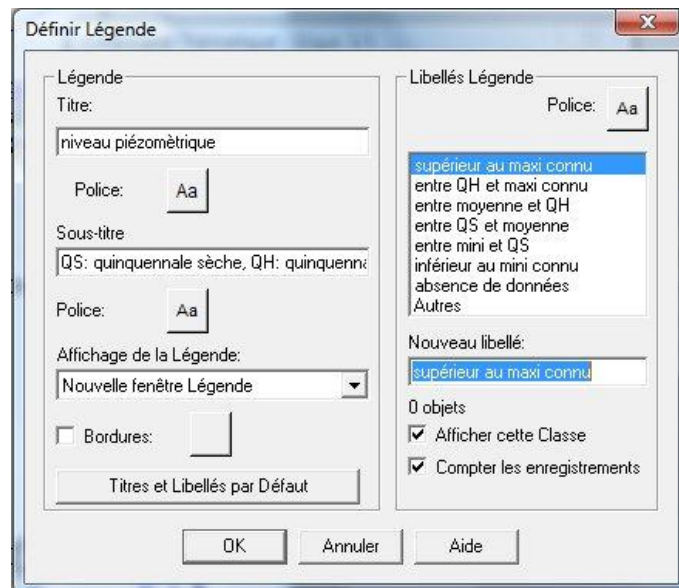 Définir Légende
Légende
Titre:
niveau piézomètrique
Police:
Aa
Sous-titre
QS: quinquennale sèche, QH: quinquenna
Police:
Aa
Affichage de la Légende:
Nouvelle fenêtre Légende
Bordures:
Titres et Libellés par Défaut
Libellés Légende
Police:
Aa
supérieur au maxi connu
entre QH et maxi connu
entre moyenne et QH
entre QS et moyenne
entre mini et QS
inférieur au mini connu
absence de données
Autres
Nouveau libellé:
supérieur au maxi connu
0 objets
Afficher cette Classe
Compter les enregistrements
OK
Annuler
Aide